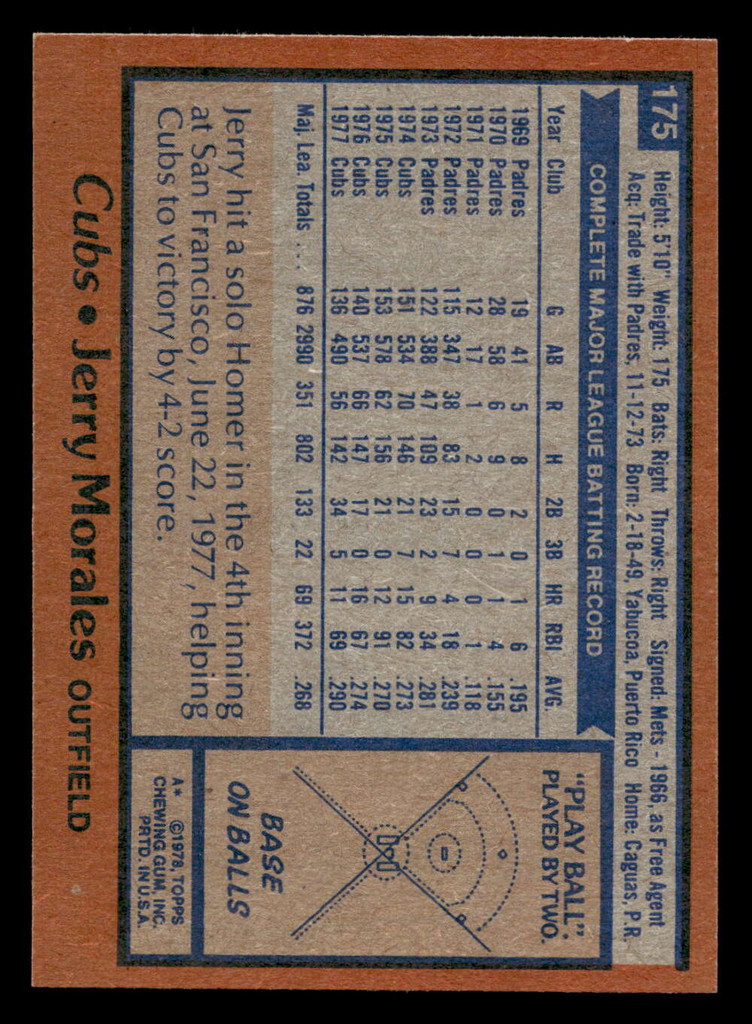 175
Height: 5'10" Weight: 175 Bats: Right Throws: Right Signed: Mets - 1966, as Free Agent
Acq: Trade with Padres, 11-12-73 Born: 2-18-49, Yabucoa, Puerto Rico Home: Caguas, P.R.
COMPLETE MAJOR LEAGUE BATTING RECORD
Year Club G AB R H 2B 3B HR RBI AVG.
1969 Padres 19 41 5 8 2 0 1 6 .195
1970 Padres 28 58 6 9 0 1 1 4 .155
1971 Padres 12 17 1 2 0 0 0 1 .118
1972 Padres 115 347 38 83 15 7 4 18 .239
1973 Padres 122 388 47 109 23 2 9 34 .281
1974 Cubs 151 534 70 146 21 7 15 82 .273
1975 Cubs 153 578 62 156 21 0 12 91 .270
1976 Cubs 140 537 66 147 17 0 16 67 .274
1977 Cubs 136 490 56 142 34 5 11 69 .290
Maj. Lea. Totals ... 876 2990 351 802 133 22 69 372 .268
Jerry hit a solo Homer in the 4th inning
at San Francisco, June 22, 1977, helping
Cubs to victory by 4-2 score.
"PLAY BALL":
PLAYED BY TWO.
BASE
ON BALLS
A* ©1978, TOPPS
CHEWING GUM, INC.
PRTD. IN U.S.A.
Cubs • Jerry Morales OUTFIELD